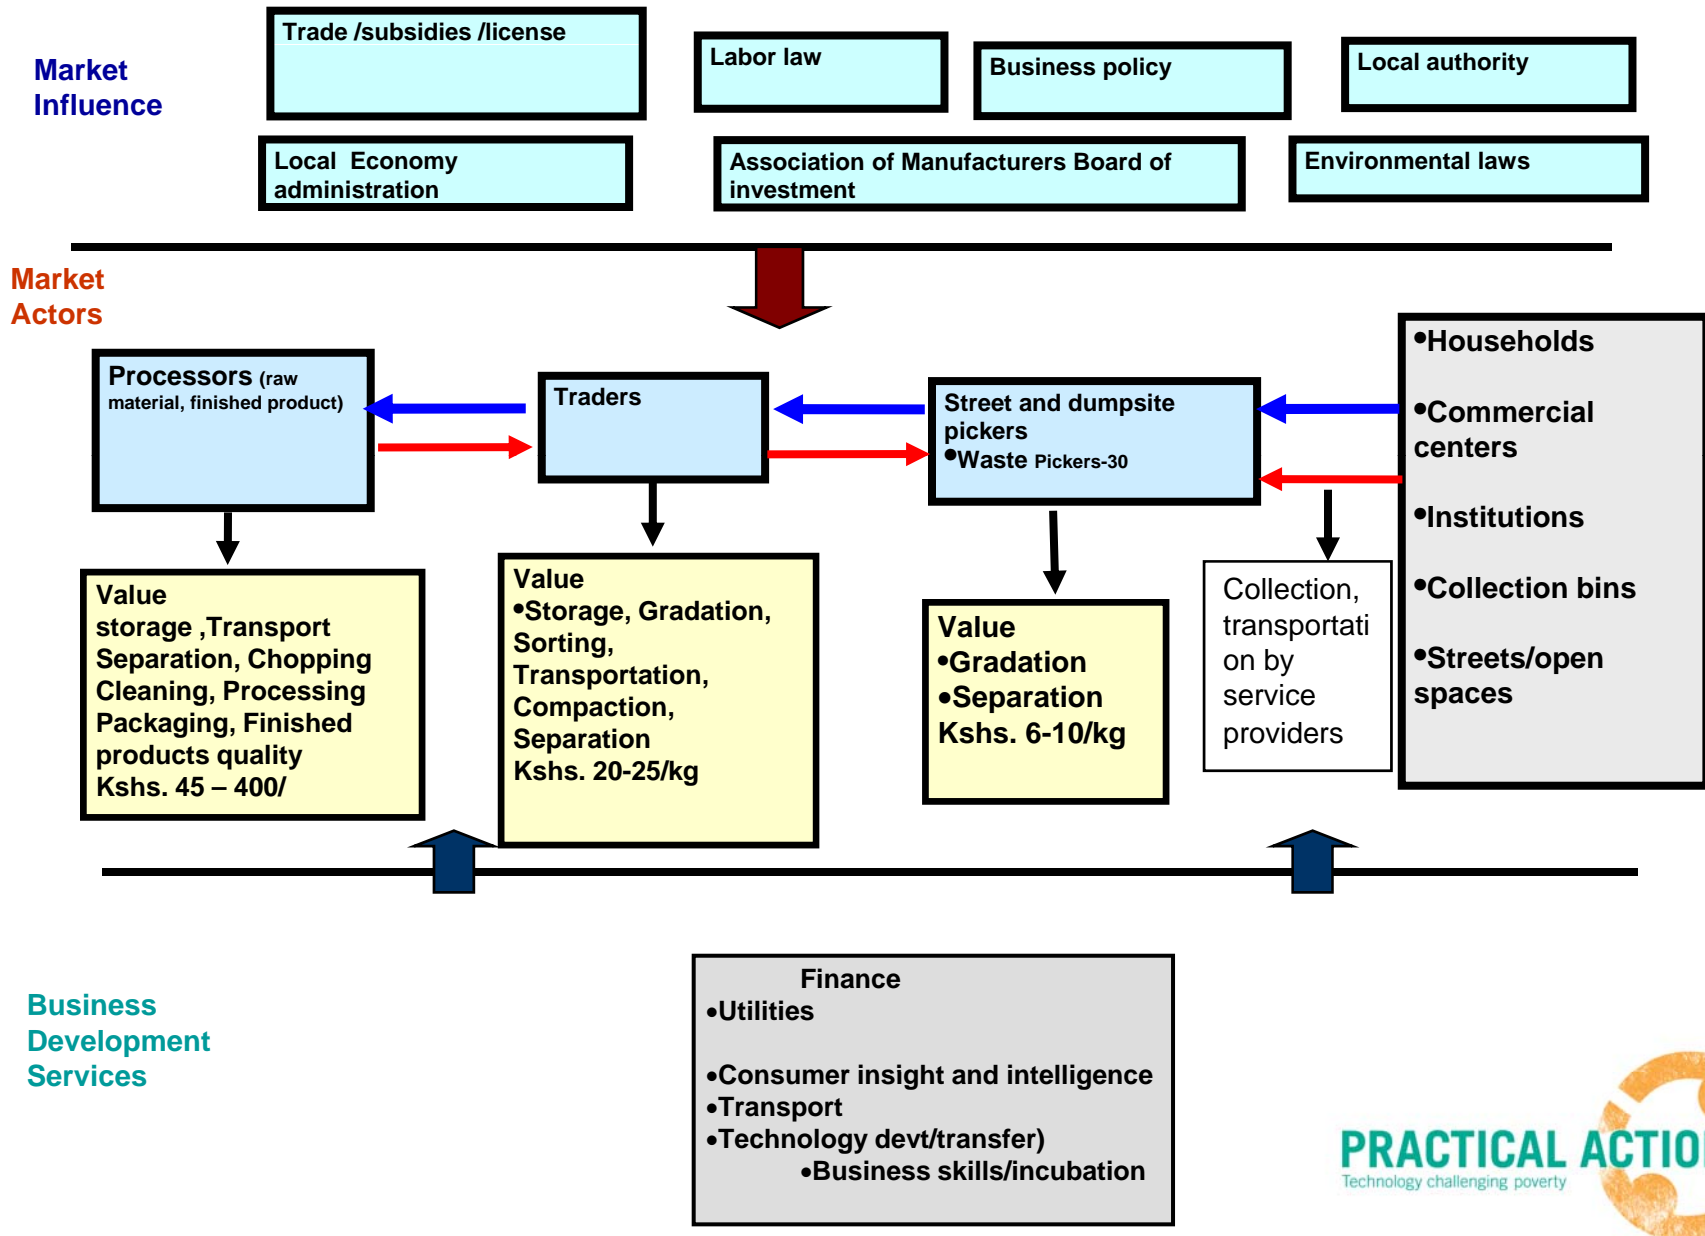 Market
Influence
Trade /subsidies /license
Labor law
Business policy
Local authority
Local Economy
administration
Association of Manufacturers Board of
investment
Environmental laws
Market
Actors
Processors (raw
material, finished product)
Traders
Street and dumpsite
pickers
•Waste Pickers-30
•Households
•Commercial
centers
•Institutions
•Collection bins
•Streets/open
spaces
Value
storage ,Transport
Separation, Chopping
Cleaning, Processing
Packaging, Finished
products quality
Kshs. 45 – 400/
Value
•Storage, Gradation,
Sorting,
Transportation,
Compaction,
Separation
Kshs. 20-25/kg
Value
•Gradation
•Separation
Kshs. 6-10/kg
Collection,
transportati
on by
service
providers
Business
Development
Services
Finance
•Utilities
•Consumer insight and intelligence
•Transport
•Technology devt/transfer)
•Business skills/incubation
PRACTICAL ACTION
Technology challenging poverty